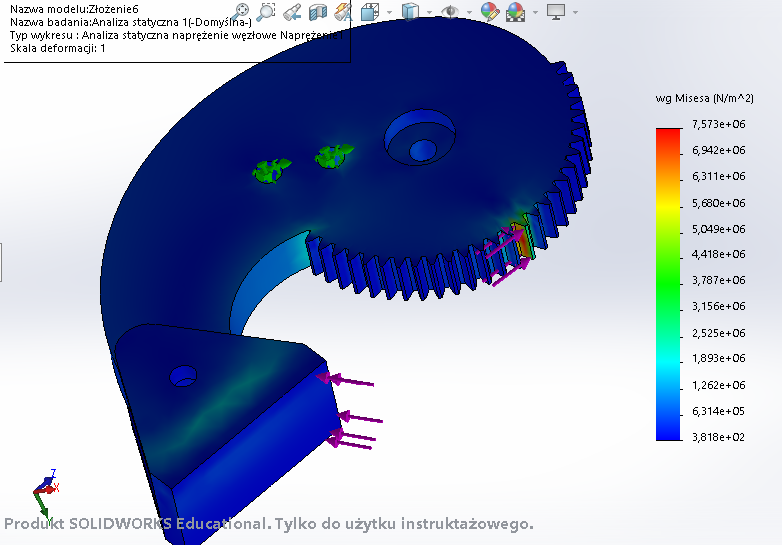 Nazwa modelu:Złożenie6
Nazwa badania:Analiza statyczna 1(-Domyślna-)
Typ wykresu : Analiza statyczna naprężenie węzłowe Naprężenie1
Skala deformacji: 1
wg Misesa (N/m^2)
7,573e+06
6,942e+06
6,311e+06
5,680e+06
5,049e+06
4,418e+06
3,787e+06
3,156e+06
2,525e+06
1,893e+06
1,262e+06
6,314e+05
3,818e+02
Z
X
Produkt SOLIDWORKS Educational. Tylko do użytku instruktażowego.